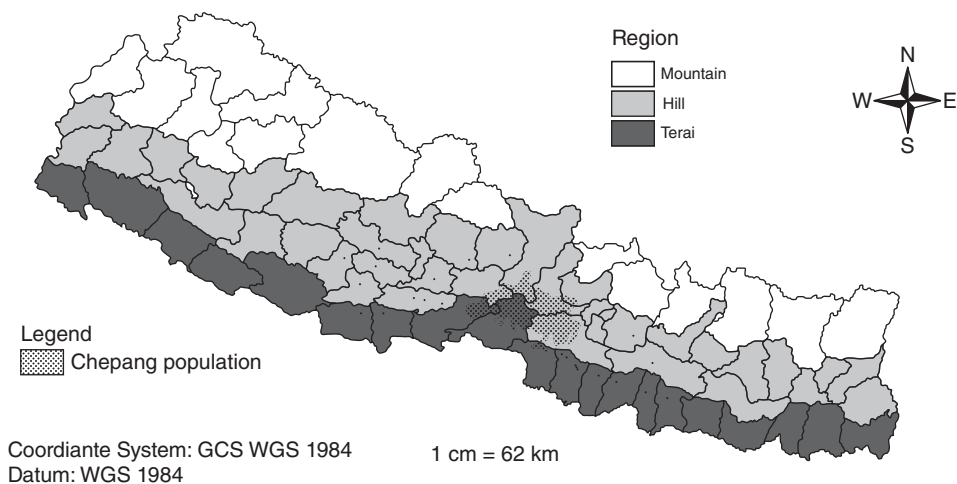 Region
Mountain
Hill
Terai
N
W E
S
Legend
Chepang population
Coordiante System: GCS WGS 1984
Datum: WGS 1984
1 cm = 62 km